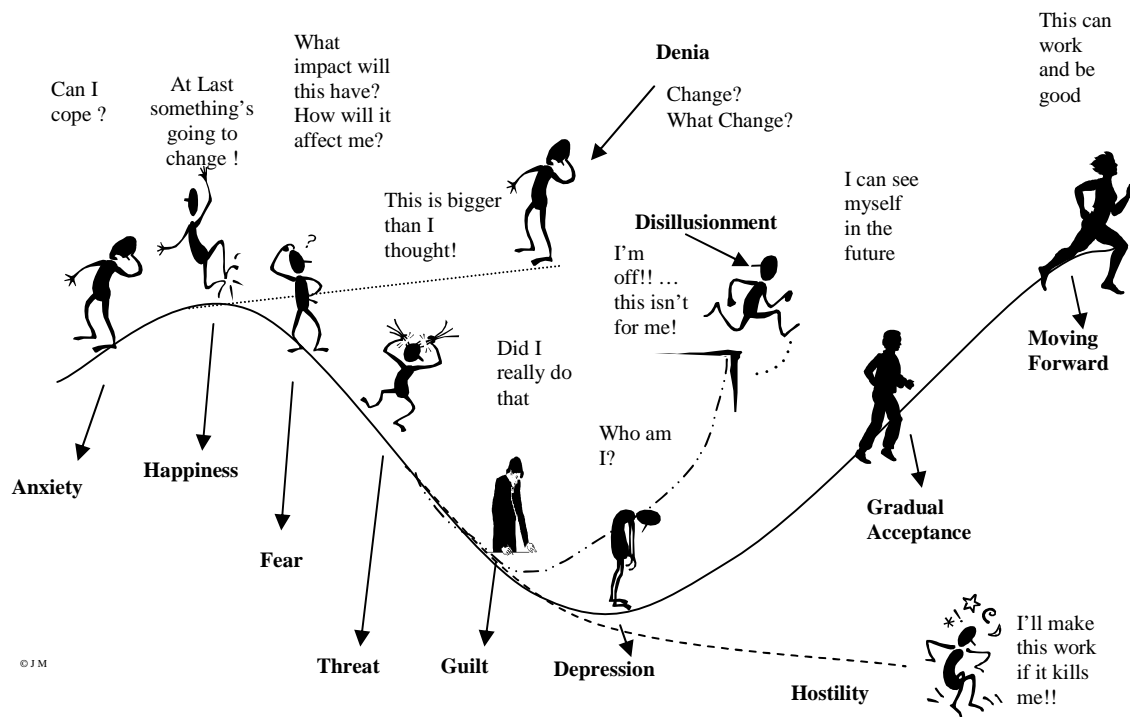 Can I
cope ?
At Last
something's
going to
change !
What
impact will
this have?
How will it
affect me?
Denia
Change?
What Change?
This can
work
and be
good
This is bigger
than I
thought!
Disillusionment
I'm
off!! …
this isn't
for me!
I can see
myself
in the
future
?
Did I
really do
that
Who am
I?
Moving
Forward
Anxiety
Happiness
Fear
Gradual
Acceptance
Threat
Guilt
Depression
Hostility
*!
I'll make
this work
if it kills
me!!
©JM